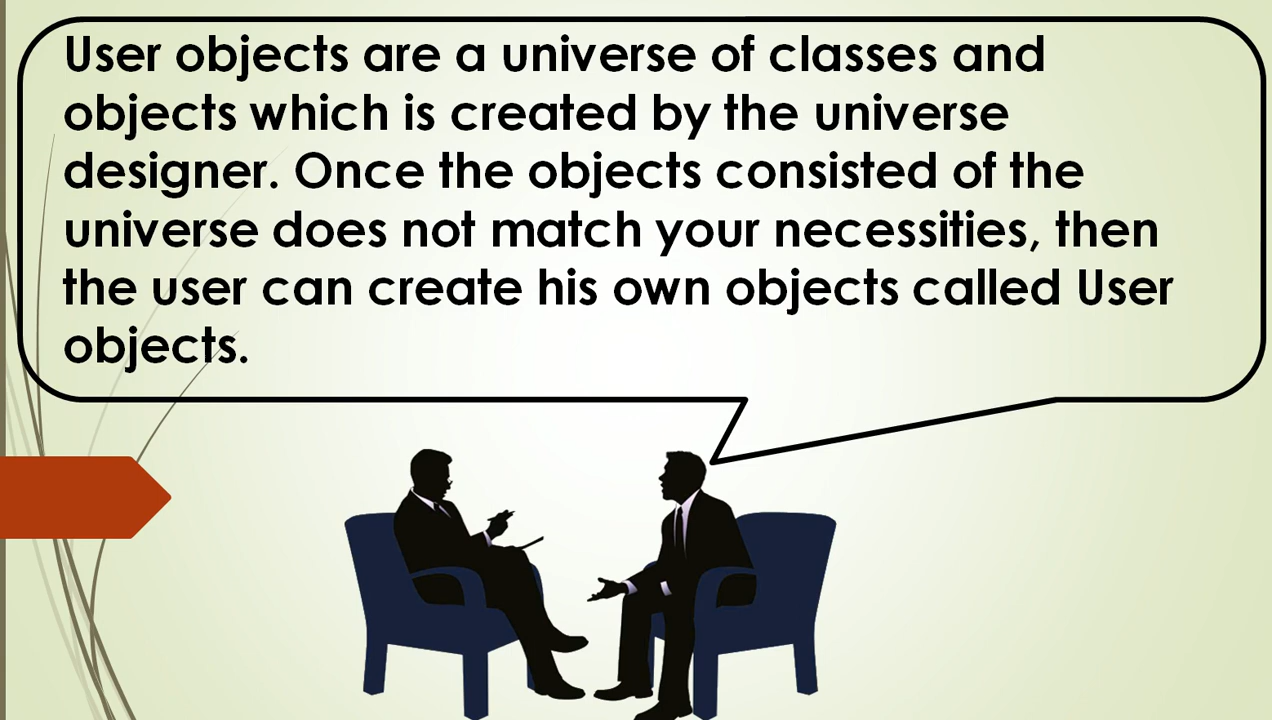 User objects are a universe of classes and
objects which is created by the universe
designer. Once the objects consisted of the
universe does not match your necessities, then
the user can create his own objects called User
objects.